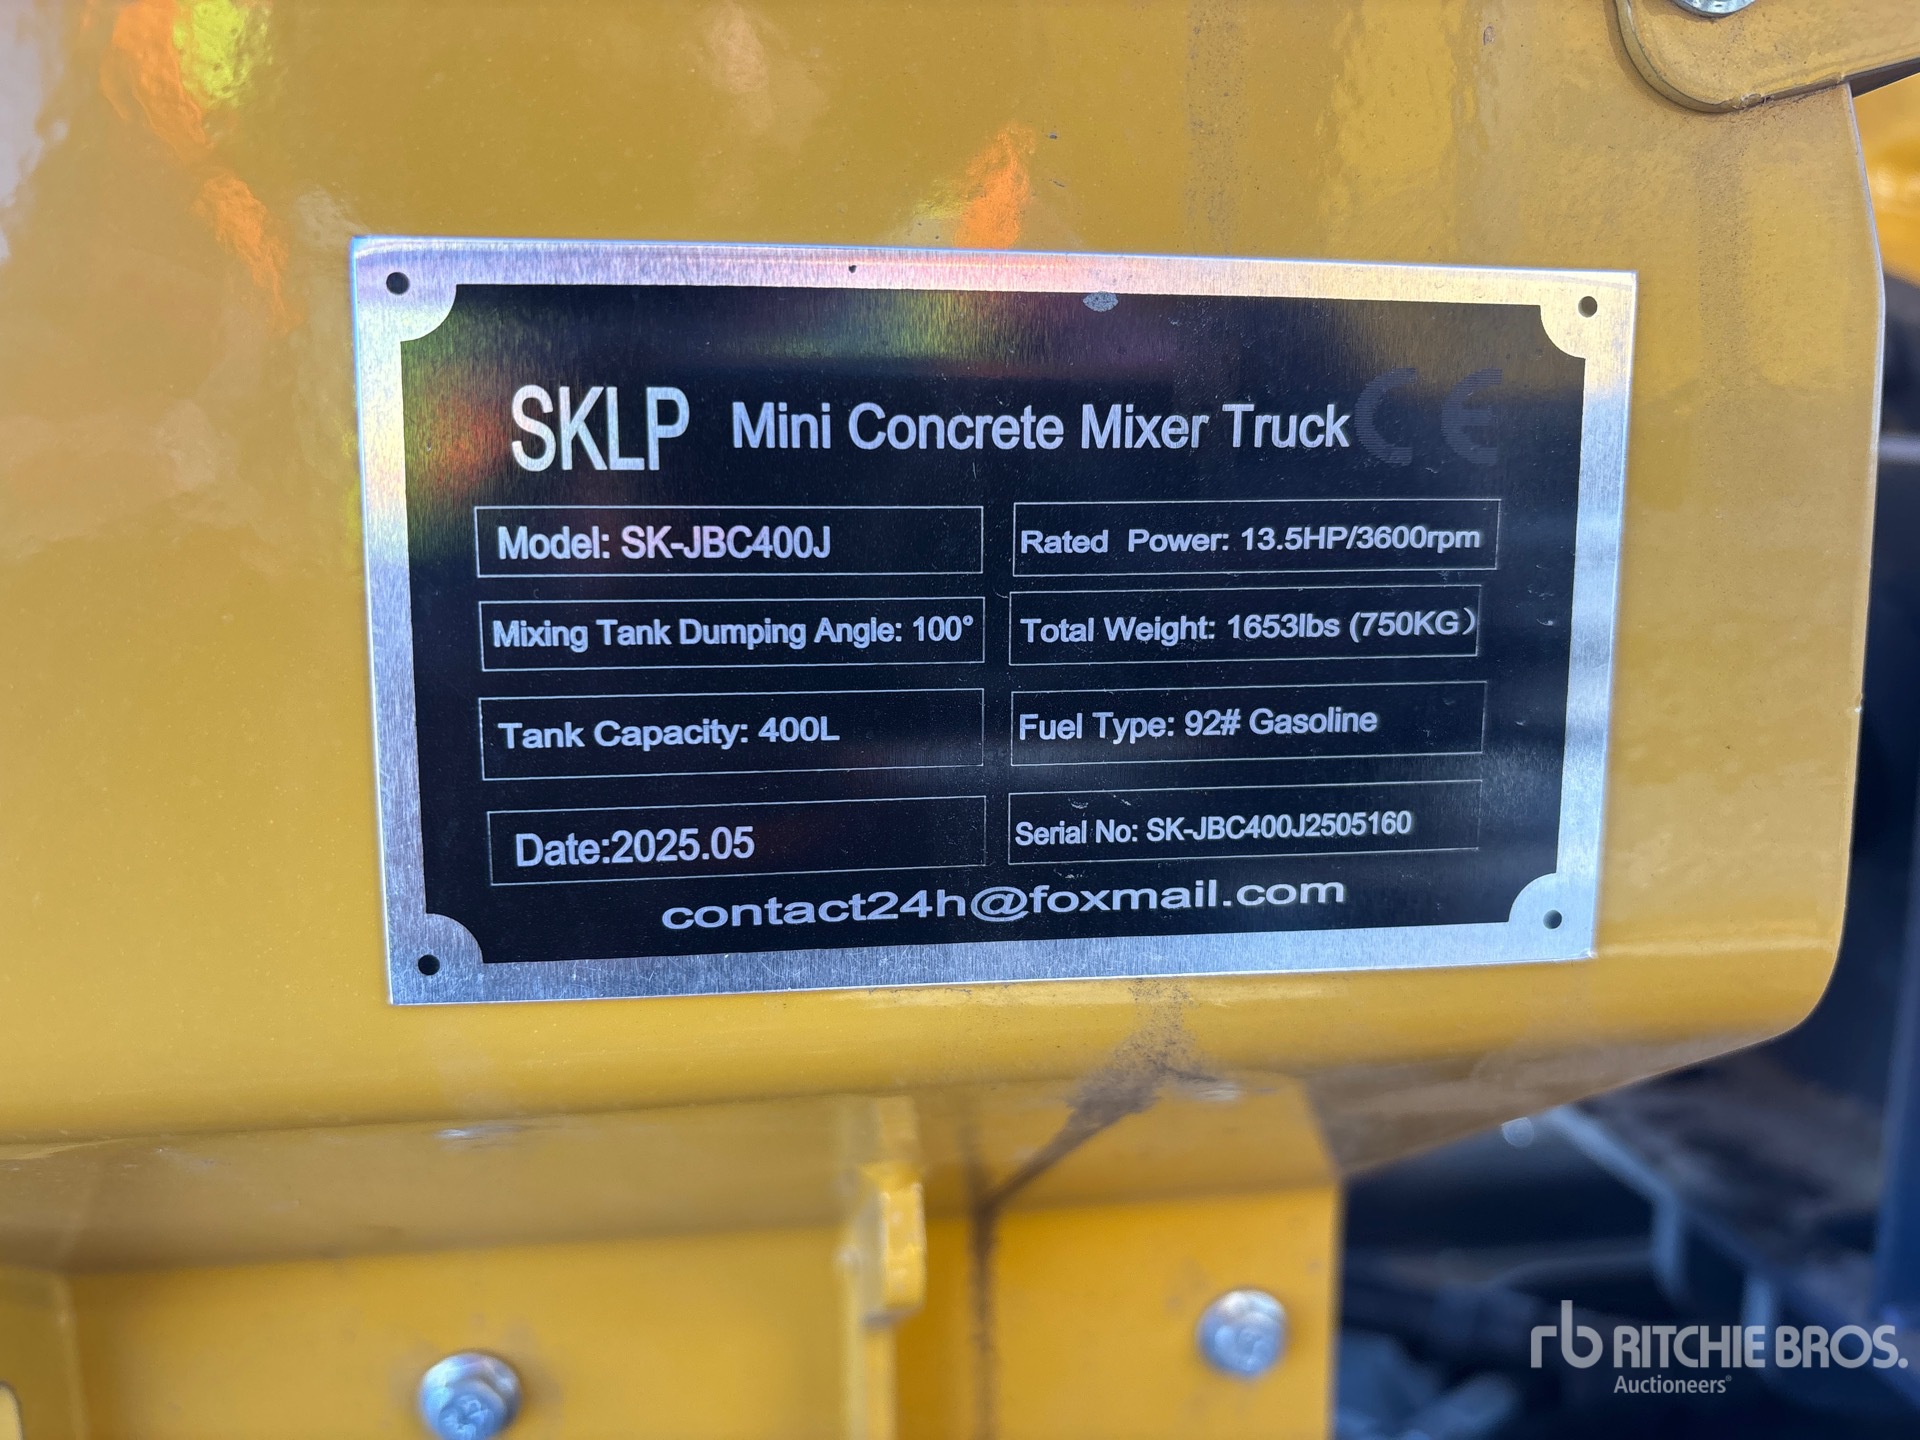 SKLP Mini Concrete Mixer Truck CE
Model: SK-JBC400J
Rated Power: 13.5HP/3600rpm
Mixing Tank Dumping Angle: 100°
Total Weight: 1653lbs (750KG）
Tank Capacity: 400L
Fuel Type: 92# Gasoline
Date:2025.05
Serial No: SK-JBC400J2505160
contact24h@foxmail.com
rb RITCHIE BROS.
Auctioneers®